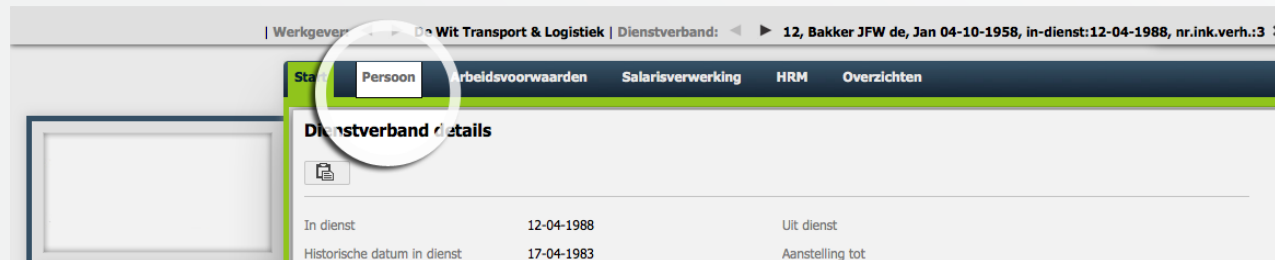 | Werkgever: De Wit Transport & Logistiek | Dienstverband: 12, Bakker JFW de, Jan 04-10-1958, in-dienst:12-04-1988, nr.ink.verh.:3
Start Persoon Arbeidsvoorwaarden Salarisverwerking HRM Overzichten
Dienstverband details
In dienst 12-04-1988 Uit dienst
Historische datum in dienst 17-04-1983 Aanstelling tot